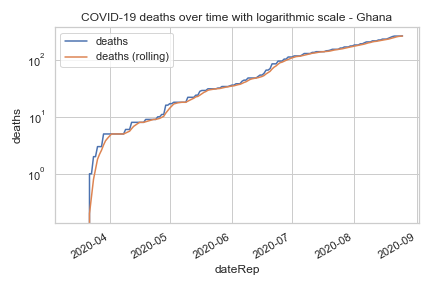 COVID-19 deaths over time with logarithmic scale - Ghana
deaths
deaths (rolling)
10²
10¹
10⁰
deaths
2020-04
2020-05
2020-06
2020-07
2020-08
2020-09
dateRep